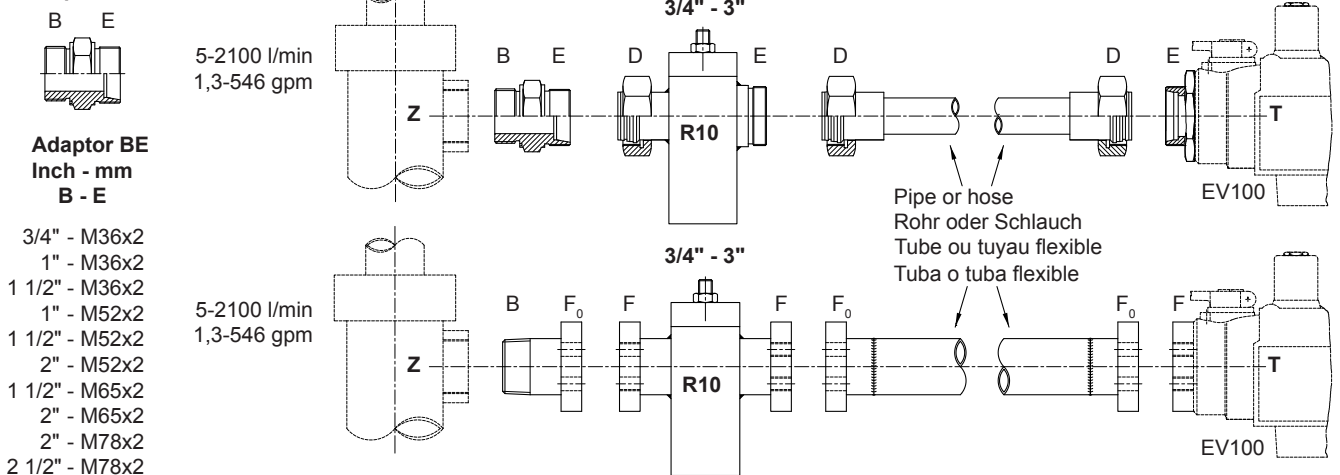 B E
Adaptor BE
Inch - mm
B - E
3/4" - M36x2
1" - M36x2
1 1/2" - M36x2
1" - M52x2
1 1/2" - M52x2
2" - M52x2
1 1/2" - M65x2
2" - M65x2
2" - M78x2
2 1/2" - M78x2
3/4" - 3"
5-2100 l/min
1,3-546 gpm
B E D E D D E
Z R10 T
EV100
Pipe or hose
Rohr oder Schlauch
Tube ou tuyau flexible
Tuba o tuba flexible
3/4" - 3"
5-2100 l/min
1,3-546 gpm
B F0 F F F0 F0 F
Z R10 T
EV100